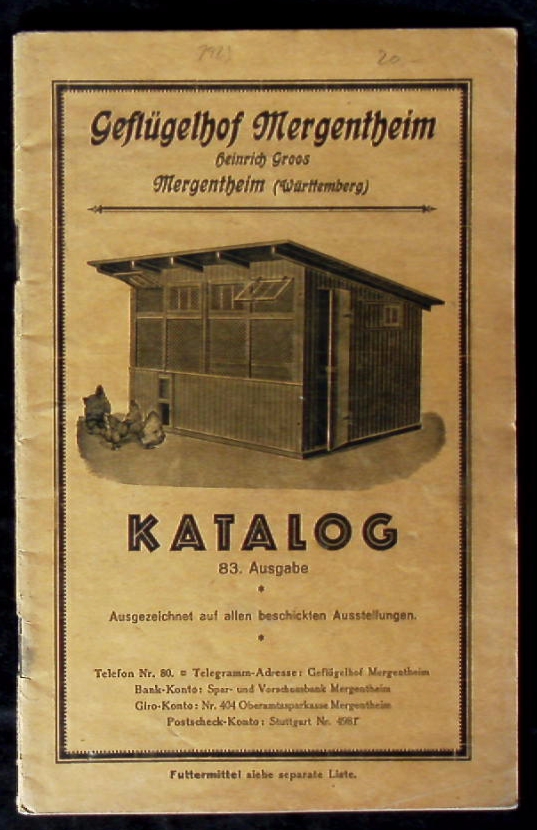 20.-
Geflügelhof Mergentheim
Heinrich Groos
Mergentheim (Württemberg)
KATALOG
83. Ausgabe
*
Ausgezeichnet auf allen beschickten Ausstellungen.
*
Telefon Nr. 80. ¤ Telegramm-Adresse: Geflügelhof Mergentheim
Bank-Konto: Spar- und Vorschussbank Mergentheim
Giro-Konto: Nr. 404 Oberamtssparkasse Mergentheim
Postscheck-Konto: Stuttgart Nr.
Futtermittel siehe separate Liste.